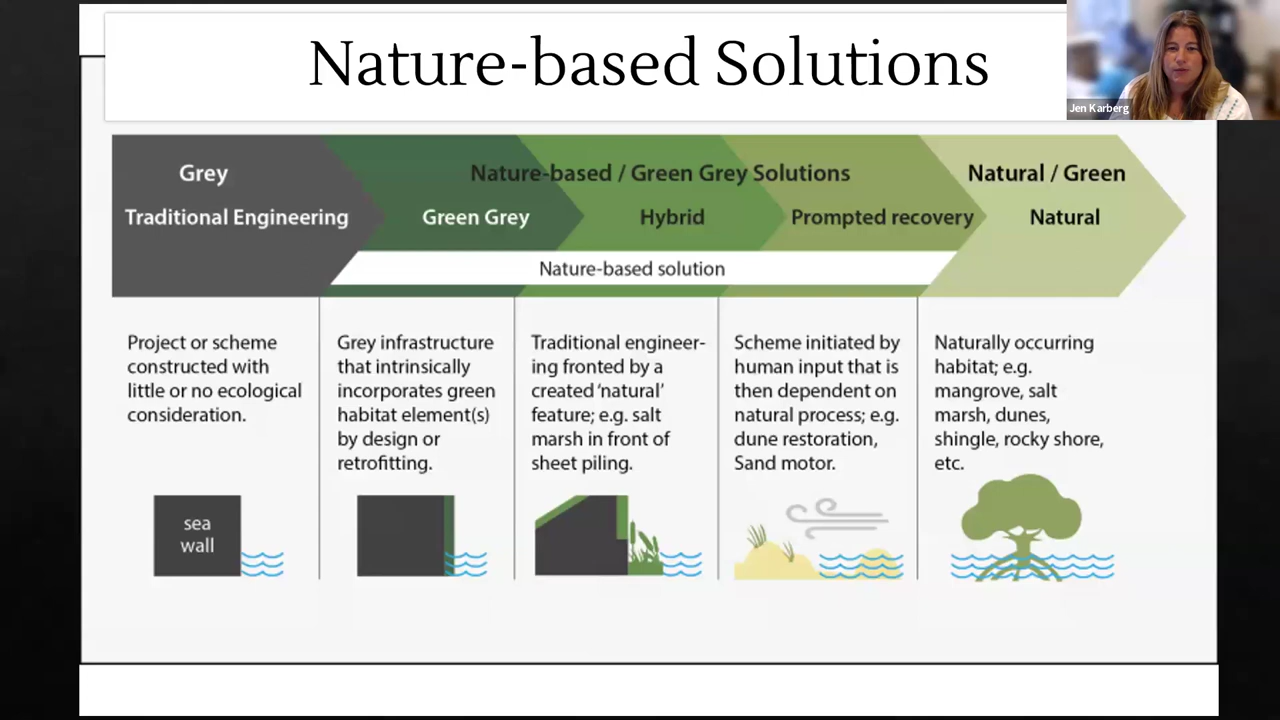 Nature-based Solutions
Jen Karberg
Grey
Nature-based / Green Grey Solutions
Natural / Green
Traditional Engineering
Green Grey
Hybrid
Prompted recovery
Natural
Nature-based solution
Project or scheme
constructed with
little or no ecological
consideration.
Grey infrastructure
that intrinsically
incorporates green
habitat element(s)
by design or
retrofitting.
Traditional engineer-
ing fronted by a
created ‘natural’
feature; e.g. salt
marsh in front of
sheet piling.
Scheme initiated by
human input that is
then dependent on
natural process; e.g.
dune restoration,
Sand motor.
Naturally occurring
habitat; e.g.
mangrove, salt
marsh, dunes,
shingle, rocky shore,
etc.
sea
wall